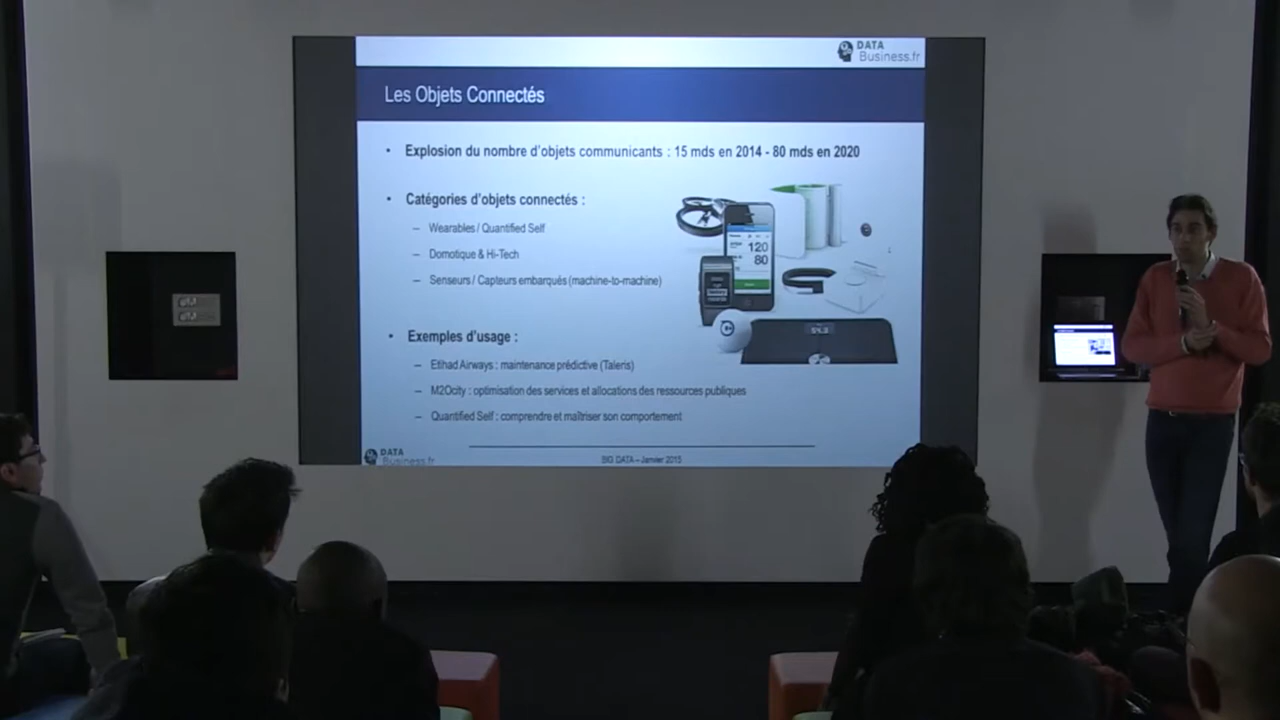 DATA
Business.fr
Les Objets Connectés
• Explosion du nombre d'objets communicants : 15 mds en 2014 - 80 mds en 2020
• Catégories d'objets connectés :
– Wearables / Quantified Self
– Domotique & Hi-Tech
– Senseurs / Capteurs embarqués (machine-to-machine)
120
80
• Exemples d'usage :
– Etihad Airways : maintenance prédictive (Taleris)
– M2Ocity : optimisation des services et allocations des ressources publiques
– Quantified Self : comprendre et maîtriser son comportement
DATA
Business.fr
BIG DATA – Janvier 2015